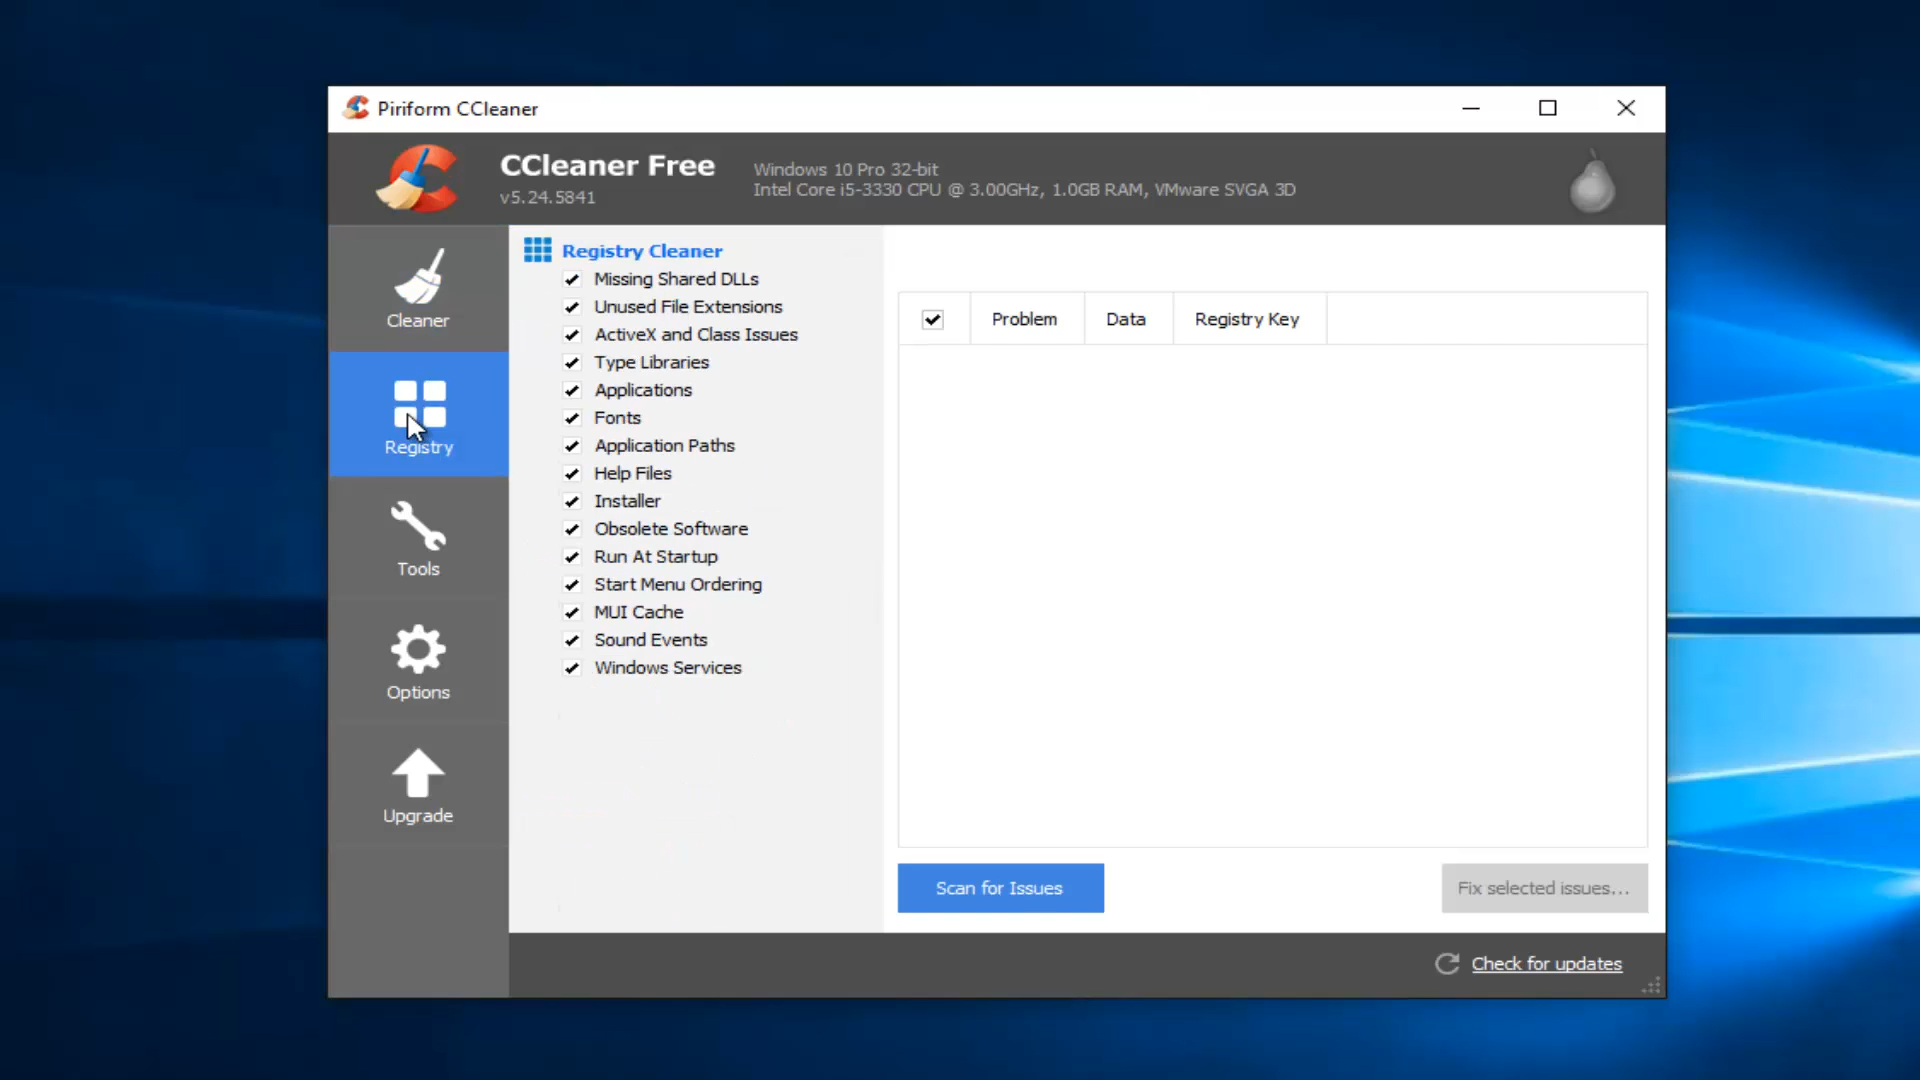 Piriform CCleaner
CCleaner Free
v5.24.5841
Windows 10 Pro 32-bit
Intel Core i5-3330 CPU @ 3.00GHz, 1.0GB RAM, VMware SVGA 3D
Cleaner
Registry
Tools
Options
Upgrade
Registry Cleaner
Missing Shared DLLs
Unused File Extensions
ActiveX and Class Issues
Type Libraries
Applications
Fonts
Application Paths
Help Files
Installer
Obsolete Software
Run At Startup
Start Menu Ordering
MUI Cache
Sound Events
Windows Services
Problem Data Registry Key
Scan for Issues
Fix selected issues...
Check for updates